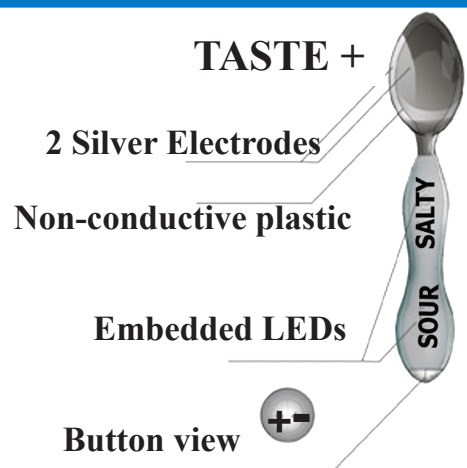 TASTE +
2 Silver Electrodes
Non-conductive plastic
SALTY
SOUR
Embedded LEDs
+-
Button view